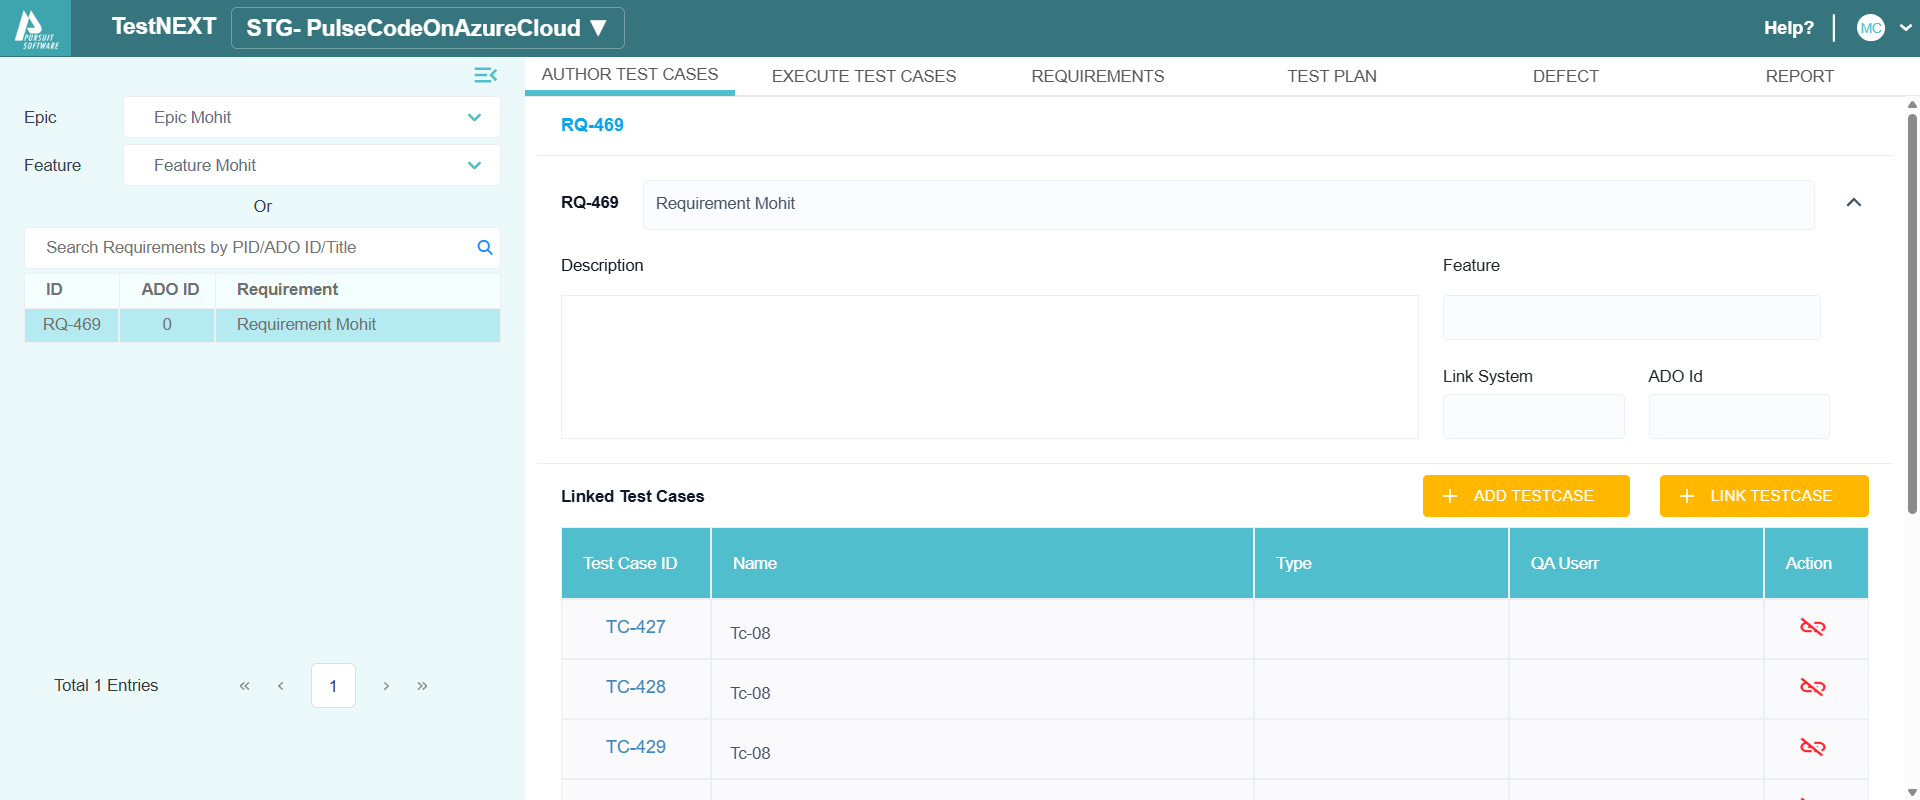 PURSUIT
SOFTWARE
TestNEXT
STG- PulseCodeOnAzureCloud ▼
Help?
MC
Epic
Epic Mohit
Feature
Feature Mohit
Or
Search Requirements by PID/ADO ID/Title
ID ADO ID Requirement
RQ-469 0 Requirement Mohit
Total 1 Entries
« ‹ 1 › »
AUTHOR TEST CASES EXECUTE TEST CASES REQUIREMENTS TEST PLAN DEFECT REPORT
RQ-469
RQ-469 Requirement Mohit
Description
Feature
Link System ADO Id
Linked Test Cases
+ ADD TESTCASE
+ LINK TESTCASE
Test Case ID Name Type QA Userr Action
TC-427 Tc-08
TC-428 Tc-08
TC-429 Tc-08